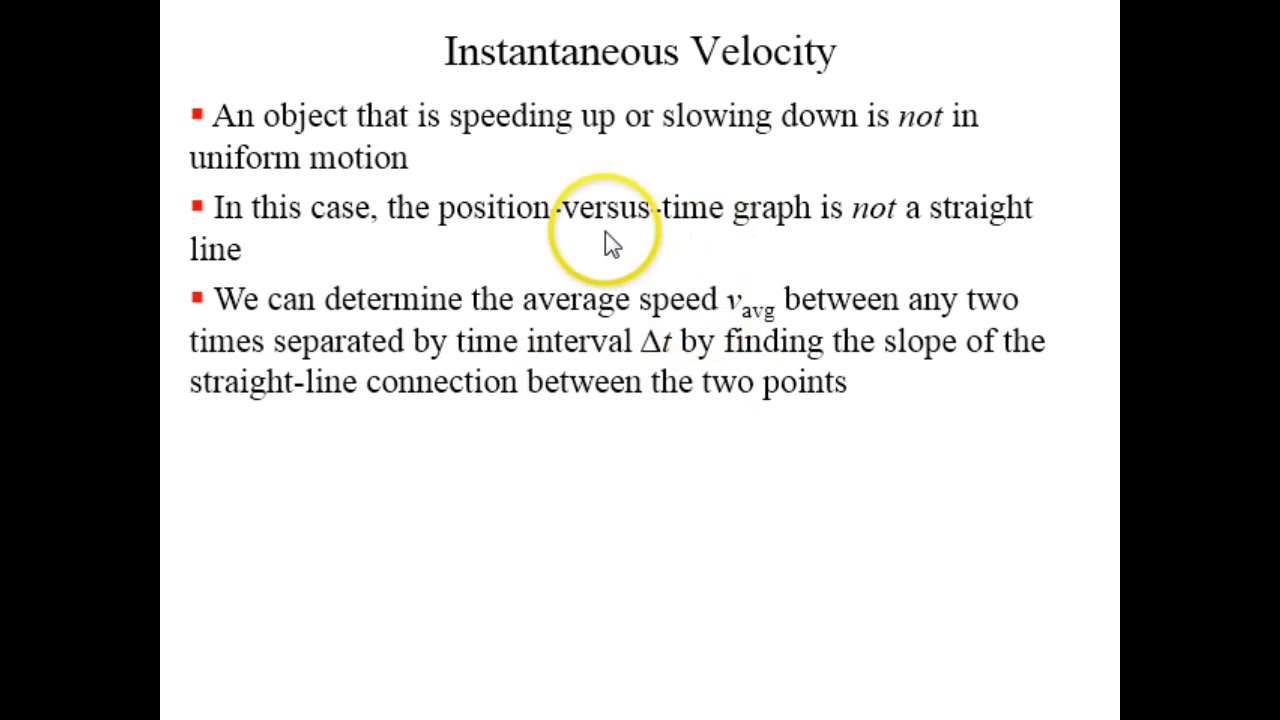 Instantaneous Velocity
▪ An object that is speeding up or slowing down is not in
uniform motion
▪ In this case, the position-versus-time graph is not a straight
line
▪ We can determine the average speed vavg between any two
times separated by time interval Δt by finding the slope of the
straight-line connection between the two points